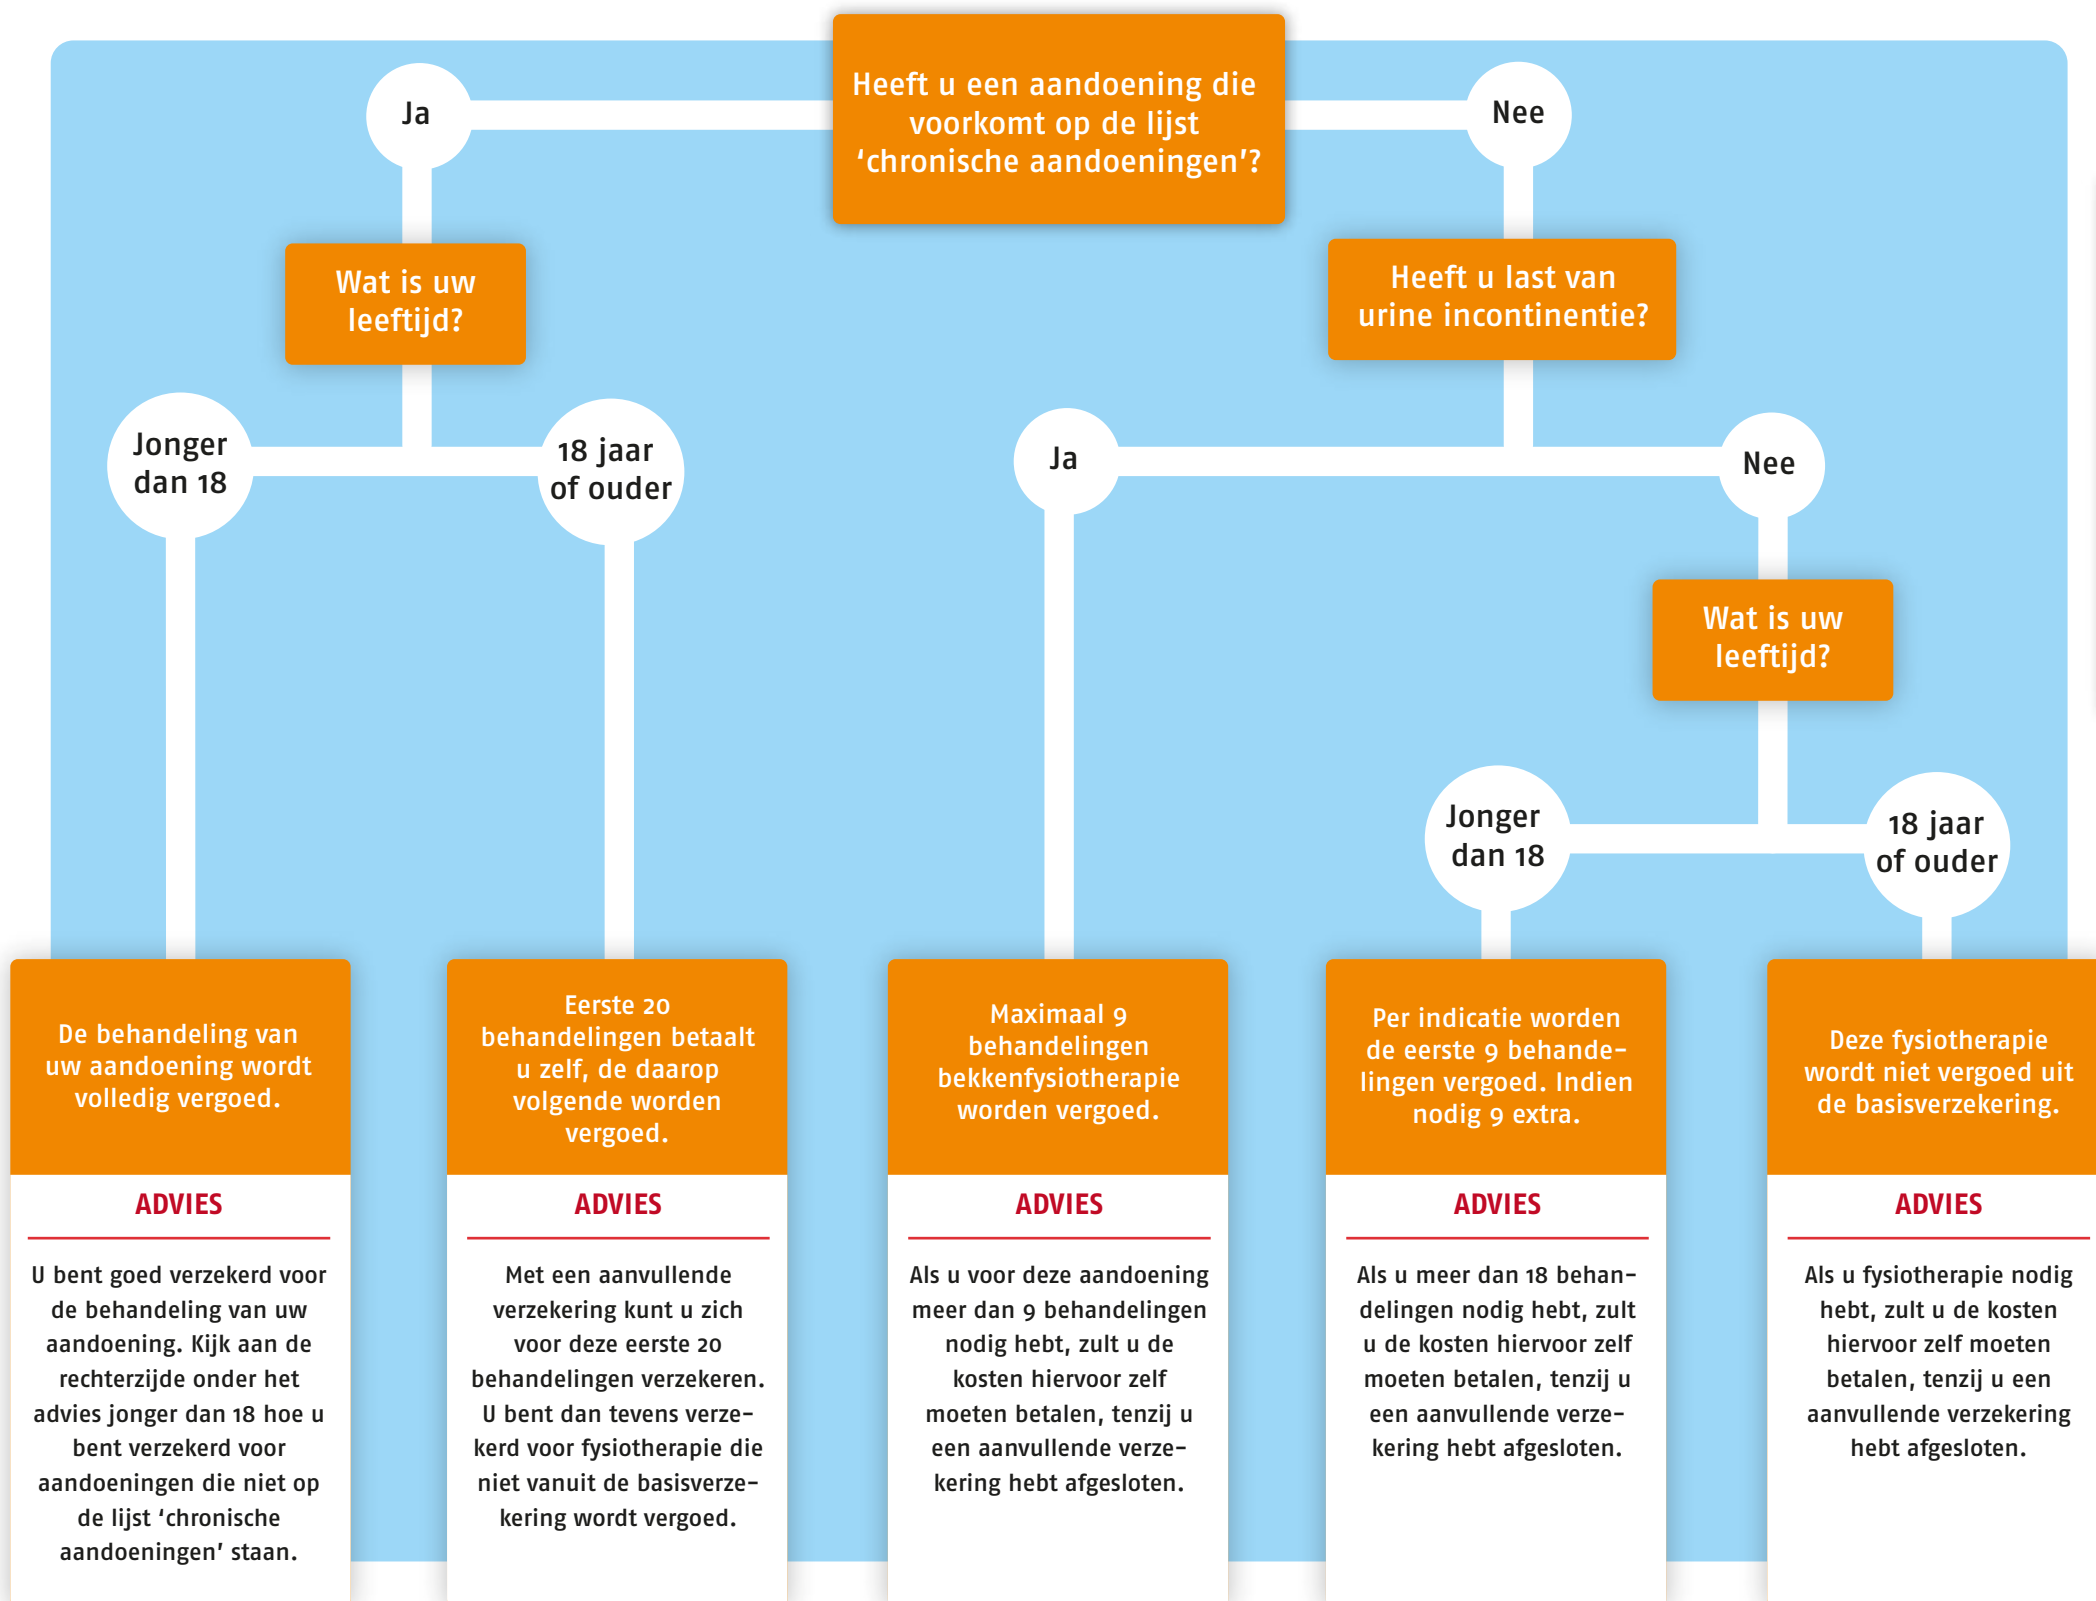 Heeft u een aandoening die
voorkomt op de lijst
‘chronische aandoeningen’?
Ja
Nee
Wat is uw
leeftijd?
Heeft u last van
urine incontinentie?
Jonger
dan 18
18 jaar
of ouder
Ja
Nee
Wat is uw
leeftijd?
Jonger
dan 18
18 jaar
of ouder
De behandeling van
uw aandoening wordt
volledig vergoed.
ADVIES
U bent goed verzekerd voor
de behandeling van uw
aandoening. Kijk aan de
rechterzijde onder het
advies jonger dan 18 hoe u
bent verzekerd voor
aandoeningen die niet op
de lijst ‘chronische
aandoeningen’ staan.
Eerste 20
behandelingen betaalt
u zelf, de daarop
volgende worden
vergoed.
ADVIES
Met een aanvullende
verzekering kunt u zich
voor deze eerste 20
behandelingen verzekeren.
U bent dan tevens verze-
kerd voor fysiotherapie die
niet vanuit de basisverze-
kering wordt vergoed.
Maximaal 9
behandelingen
bekkenfysiotherapie
worden vergoed.
ADVIES
Als u voor deze aandoening
meer dan 9 behandelingen
nodig hebt, zult u de
kosten hiervoor zelf
moeten betalen, tenzij u
een aanvullende verze-
kering hebt afgesloten.
Per indicatie worden
de eerste 9 behande-
lingen vergoed. Indien
nodig 9 extra.
ADVIES
Als u meer dan 18 behan-
delingen nodig hebt, zult
u de kosten hiervoor zelf
moeten betalen, tenzij u
een aanvullende verze-
kering hebt afgesloten.
Deze fysiotherapie
wordt niet vergoed uit
de basisverzekering.
ADVIES
Als u fysiotherapie nodig
hebt, zult u de kosten
hiervoor zelf moeten
betalen, tenzij u een
aanvullende verzekering
hebt afgesloten.